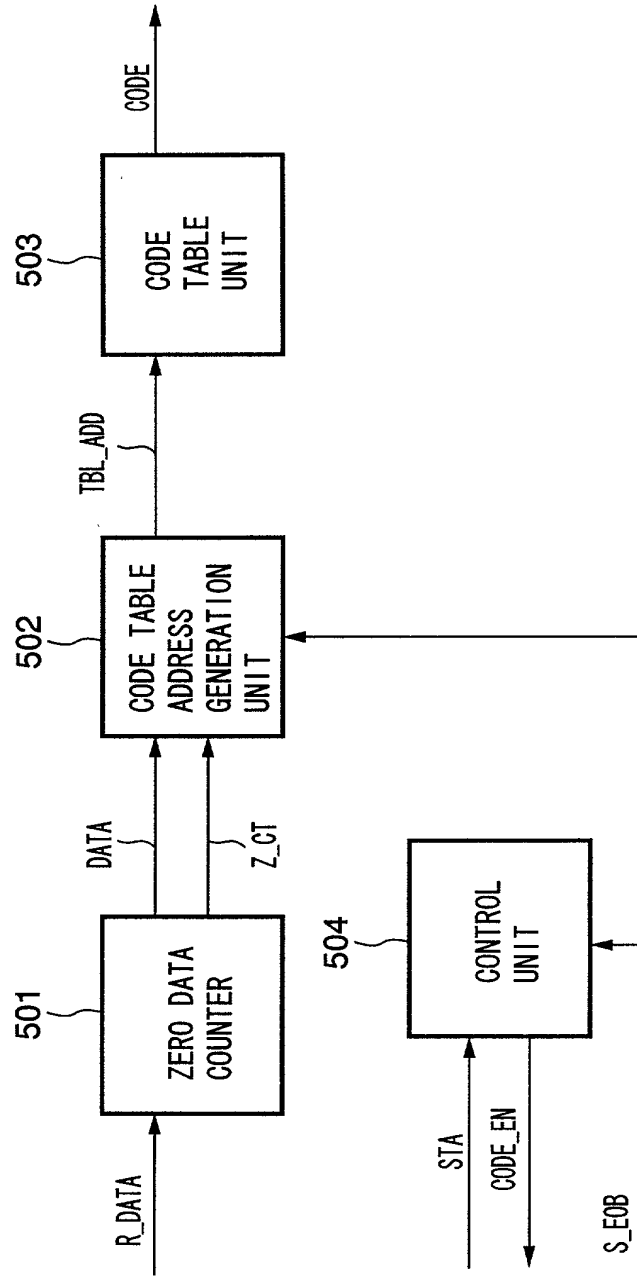 R_DATA
501
ZERO DATA
COUNTER
DATA
Z_CT
502
CODE TABLE
ADDRESS
GENERATION
UNIT
TBL_ADD
503
CODE
TABLE
UNIT
CODE
STA
CODE_EN
504
CONTROL
UNIT
S_EOB